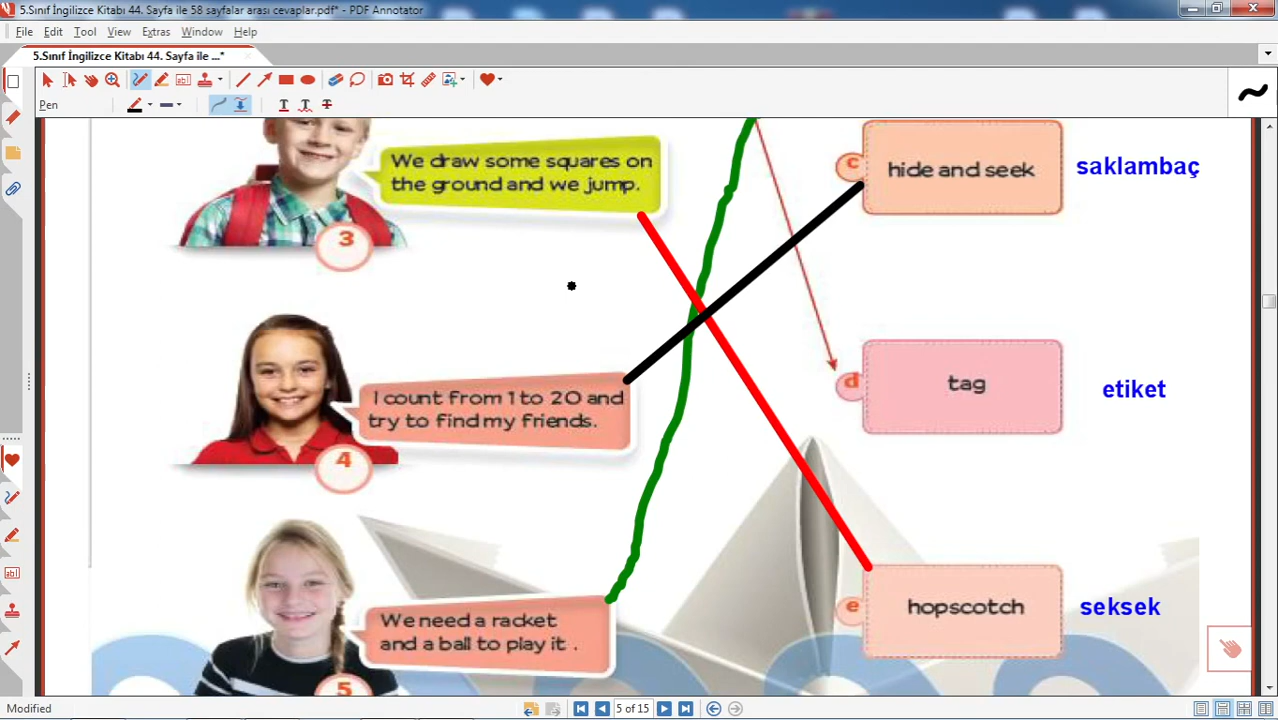 5.Sınıf İngilizce Kitabı 44. Sayfa ile 58 sayfalar arası cevaplar.pdf* - PDF Annotator
File Edit Tool View Extras Window Help
5.Sınıf İngilizce Kitabı 44. Sayfa ile ...*
Pen
We draw some squares on
the ground and we jump.
3
c
hide and seek
saklambaç
I count from 1 to 20 and
try to find my friends.
4
d
tag
etiket
We need a racket
and a ball to play it .
5
e
hopscotch
seksek
Modified
5 of 15